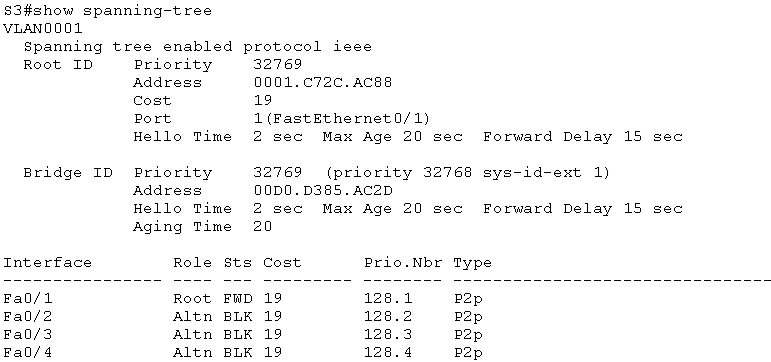 S3#show spanning-tree
VLAN0001
  Spanning tree enabled protocol ieee
  Root ID    Priority    32769
             Address     0001.C72C.AC88
             Cost        19
             Port        1(FastEthernet0/1)
             Hello Time  2 sec  Max Age 20 sec  Forward Delay 15 sec

  Bridge ID  Priority    32769  (priority 32768 sys-id-ext 1)
             Address     00D0.D385.AC2D
             Hello Time  2 sec  Max Age 20 sec  Forward Delay 15 sec
             Aging Time  20

Interface        Role Sts Cost      Prio.Nbr Type
---------------- ---- --- --------- -------- --------------------------------
Fa0/1            Root FWD 19        128.1    P2p
Fa0/2            Altn BLK 19        128.2    P2p
Fa0/3            Altn BLK 19        128.3    P2p
Fa0/4            Altn BLK 19        128.4    P2p